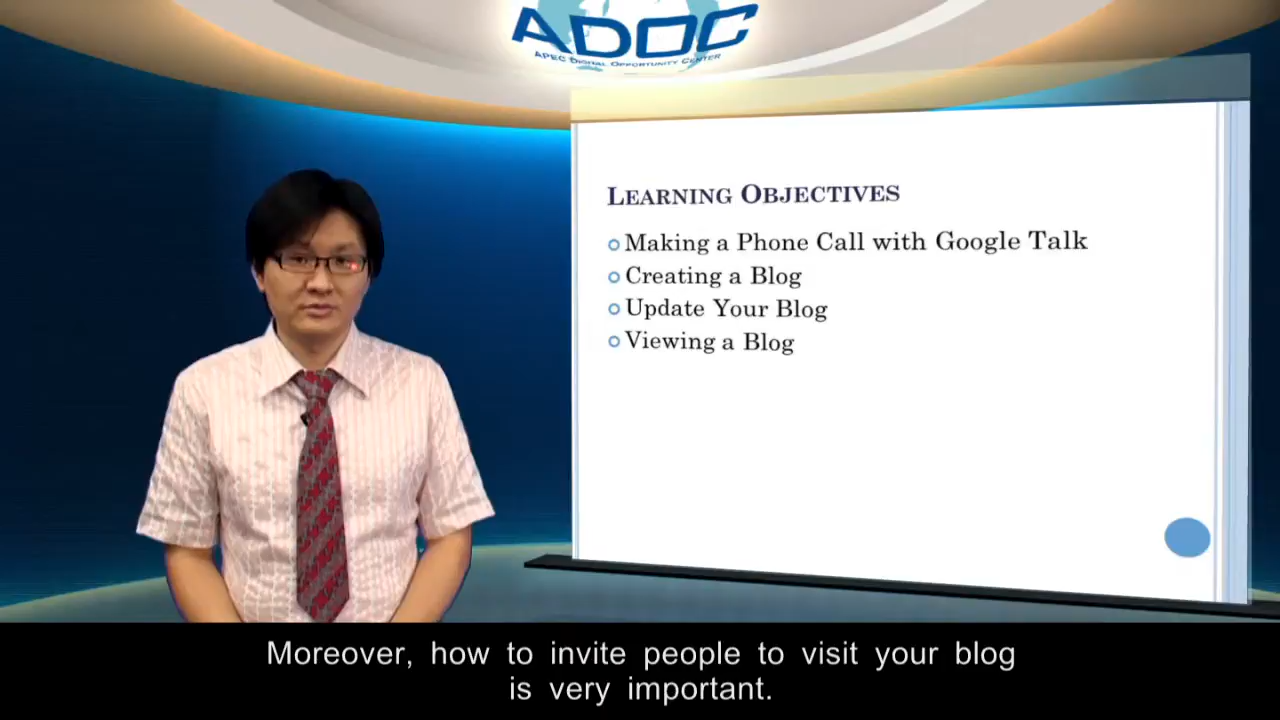 ADOC
APEC DIGITAL OPPORTUNITY CENTER
LEARNING OBJECTIVES
Making a Phone Call with Google Talk
Creating a Blog
Update Your Blog
Viewing a Blog
Moreover, how to invite people to visit your blog
is very important.